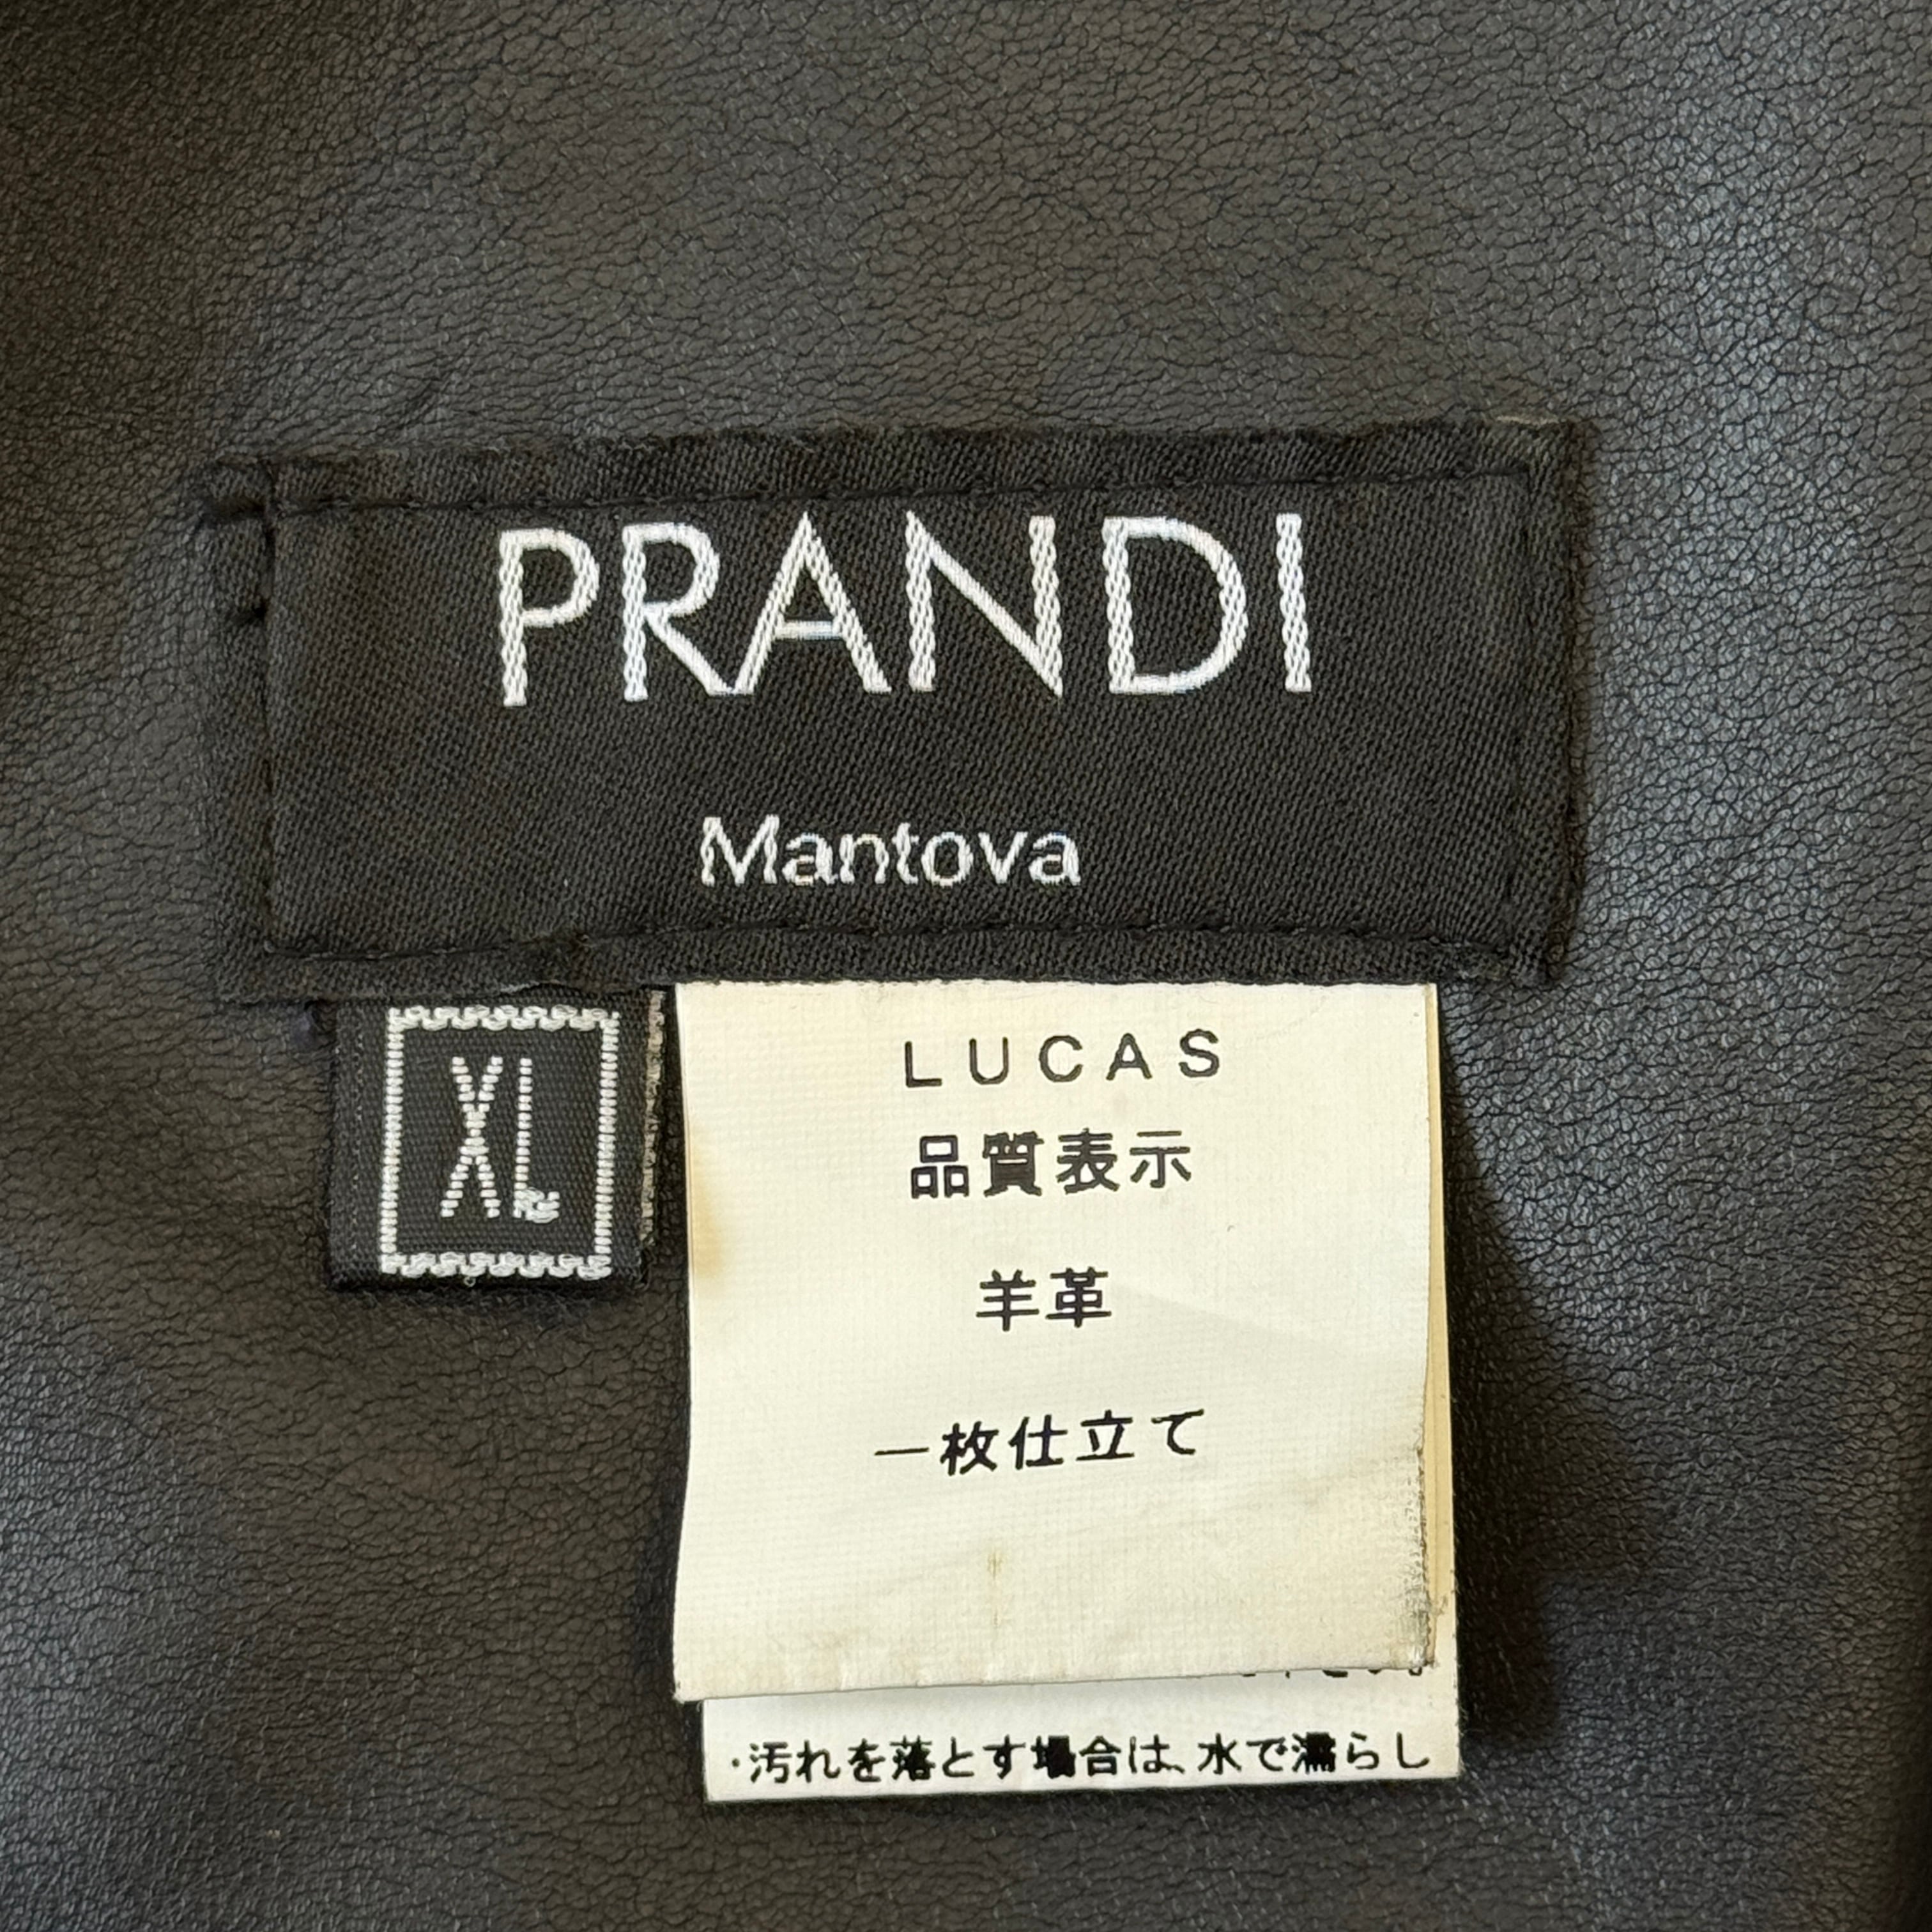 PRANDI
Mantova
XL
LUCAS
品質表示
羊革
一枚仕立て
・汚れを落とす場合は、水で濡らし